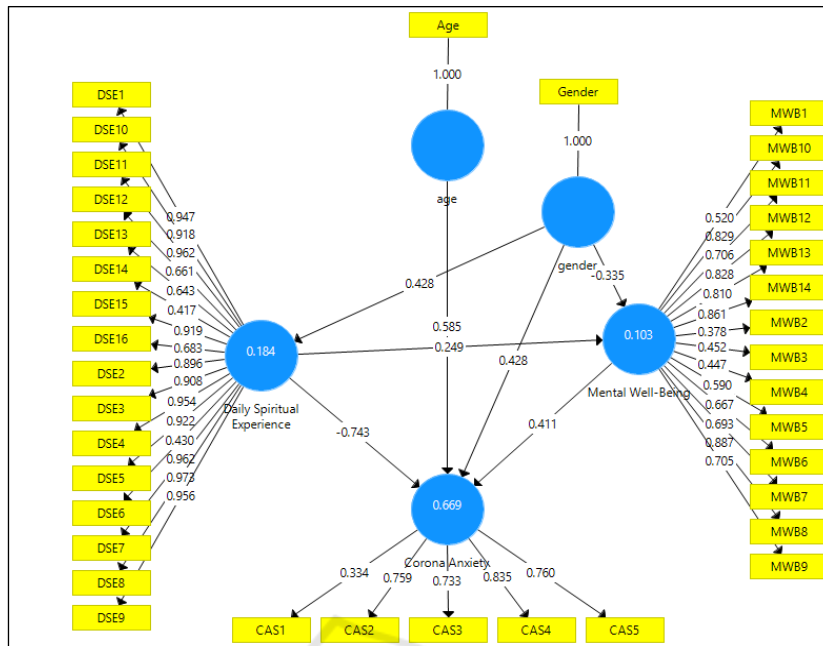 Age
1.000
Gender
1.000
age
gender
DSE1
DSE10
DSE11
DSE12
DSE13
DSE14
DSE15
DSE16
DSE2
DSE3
DSE4
DSE5
DSE6
DSE7
DSE8
DSE9
0.947
0.918
0.962
0.661
0.643
0.417
0.919
0.683
0.896
0.908
0.954
0.922
0.430
0.962
0.973
0.956
0.184
Daily Spiritual
Experience
0.428
-0.335
0.585
0.249
0.428
-0.743
0.411
0.103
Mental Well-Being
0.520
0.829
0.706
0.828
0.810
0.861
0.378
0.452
0.447
0.590
0.667
0.693
0.887
0.705
MWB1
MWB10
MWB11
MWB12
MWB13
MWB14
MWB2
MWB3
MWB4
MWB5
MWB6
MWB7
MWB8
MWB9
0.669
Corona Anxiety
0.334
0.759
0.733
0.835
0.760
CAS1
CAS2
CAS3
CAS4
CAS5